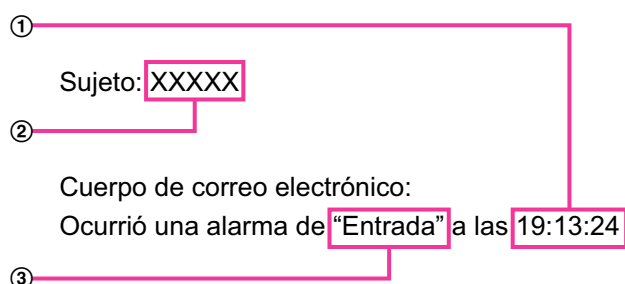 ①
Sujeto: XXXXX
②
Cuerpo de correo electrónico:
Ocurrió una alarma de “Entrada” a las 19:13:24
③